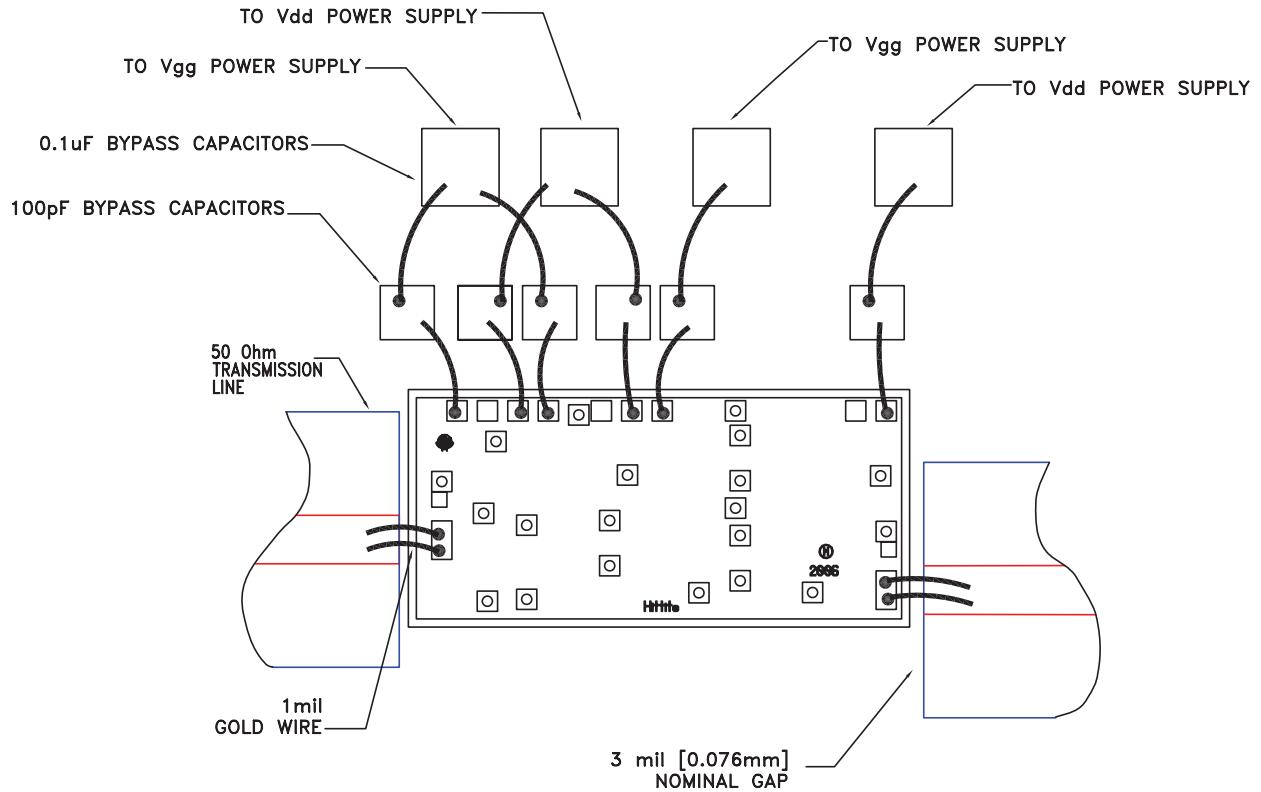 TO Vdd POWER SUPPLY
TO Vgg POWER SUPPLY
TO Vgg POWER SUPPLY
TO Vdd POWER SUPPLY
0.1uF BYPASS CAPACITORS
100pF BYPASS CAPACITORS
50 Ohm
TRANSMISSION
LINE
H
2006
Hittite
1mil
GOLD WIRE
3 mil [0.076mm]
NOMINAL GAP